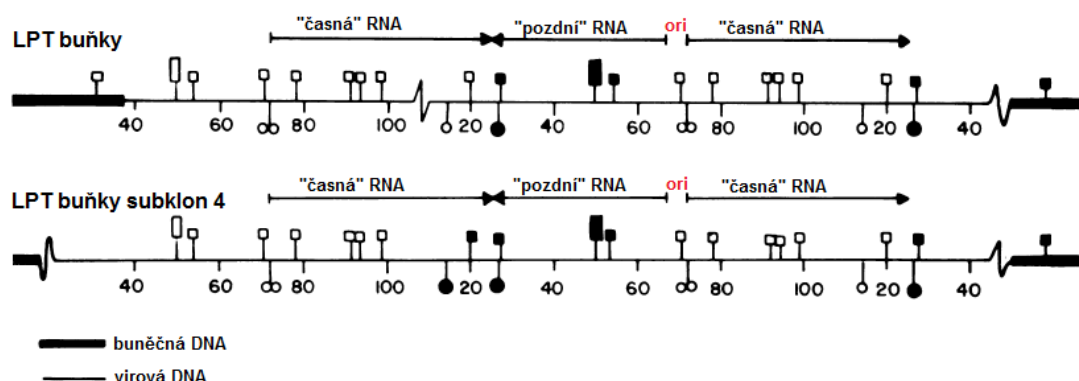 "časná" RNA "pozdní" RNA ori "časná" RNA
LPT buňky
40 60 80 100 20 40 60 80 100 20 40
"časná" RNA "pozdní" RNA ori "časná" RNA
LPT buňky subklon 4
40 60 80 100 20 40 60 80 100 20 40
buněčná DNA
virová DNA